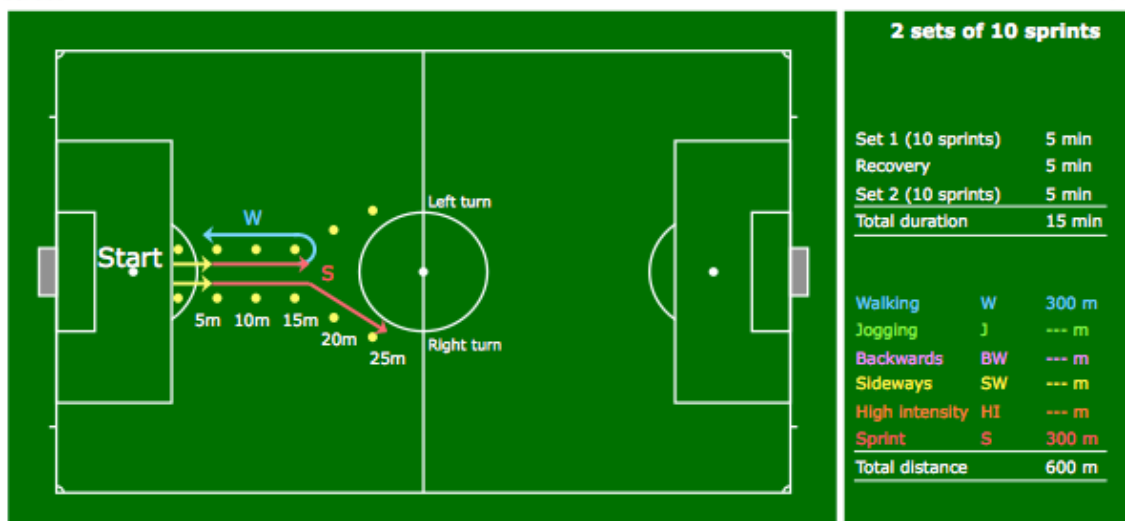 2 sets of 10 sprints
Set 1 (10 sprints) 5 min
Recovery 5 min
Set 2 (10 sprints) 5 min
Total duration 15 min
Left turn
W
Start
S
5m 10m 15m
20m
25m
Right turn
Walking W 300 m
Jogging J --- m
Backwards BW --- m
Sideways SW --- m
High intensity HI --- m
Sprint S 300 m
Total distance 600 m